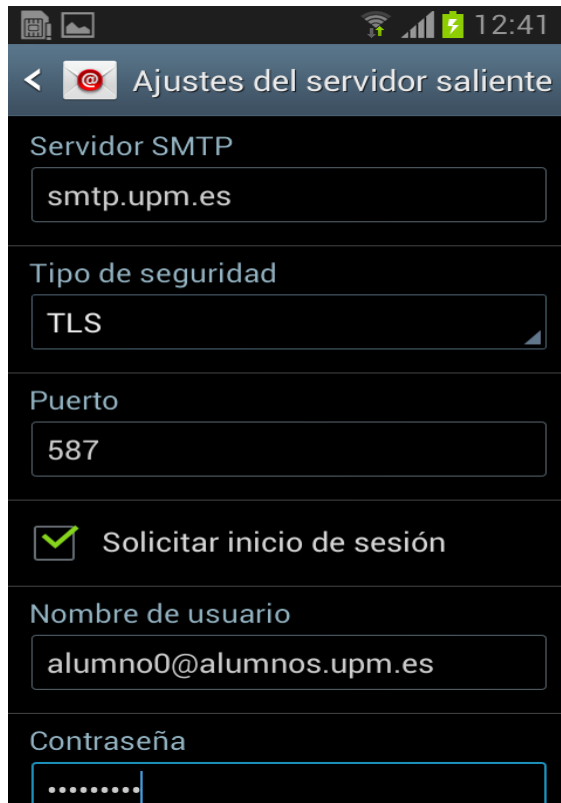 12:41
Ajustes del servidor saliente
Servidor SMTP
smtp.upm.es
Tipo de seguridad
TLS
Puerto
587
Solicitar inicio de sesión
Nombre de usuario
alumno0@alumnos.upm.es
Contraseña
•••••••••